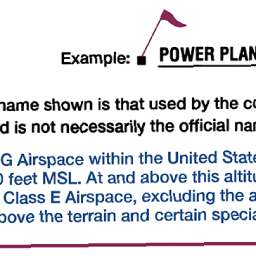 Example: POWER PLAN
name shown is that used by the co
d is not necessarily the official na
G Airspace within the United State
0 feet MSL. At and above this altit
Class E Airspace, excluding the a
bove the terrain and certain specia